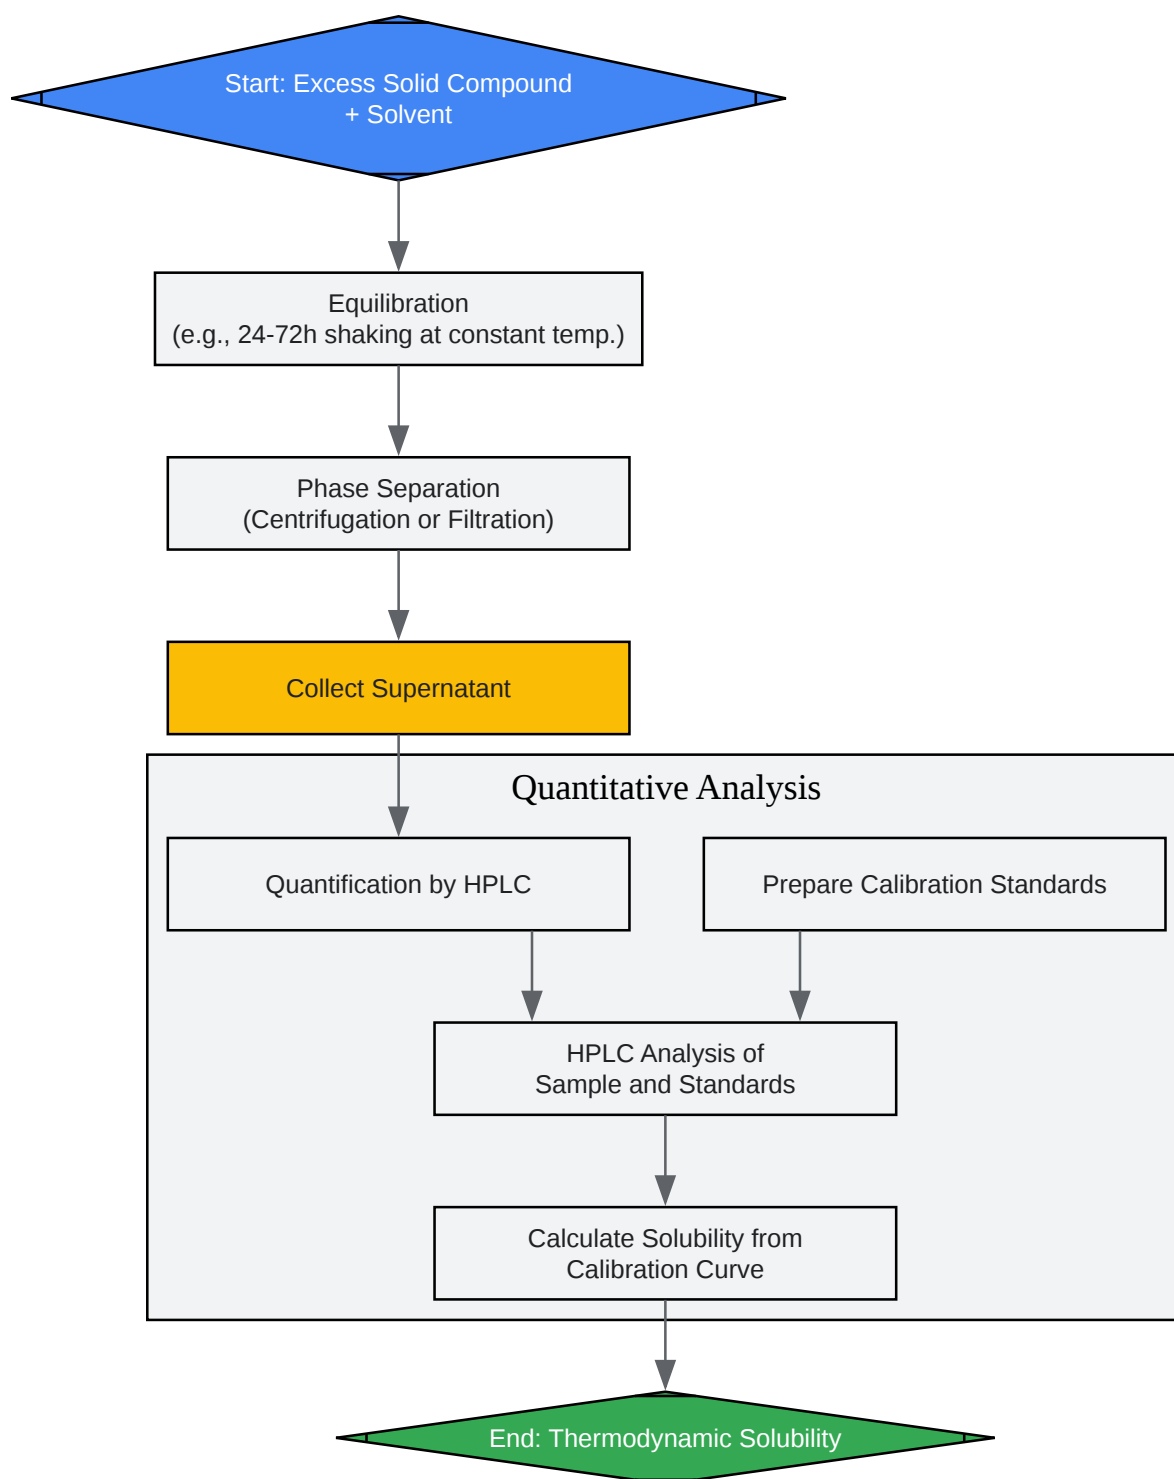 Start: Excess Solid Compound
+ Solvent
Equilibration
(e.g., 24-72h shaking at constant temp.)
Phase Separation
(Centrifugation or Filtration)
Collect Supernatant
Quantitative Analysis
Quantification by HPLC
Prepare Calibration Standards
HPLC Analysis of
Sample and Standards
Calculate Solubility from
Calibration Curve
End: Thermodynamic Solubility